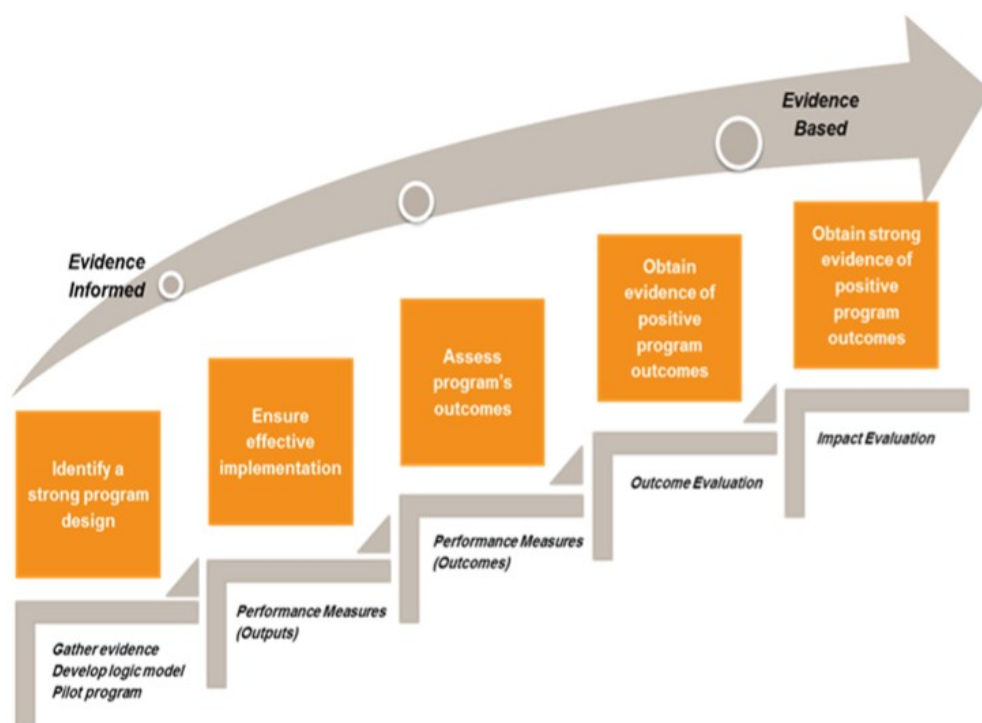 Evidence
Based
Evidence
Informed
Identify a
strong program
design
Gather evidence
Develop logic model
Pilot program
Ensure
effective
implementation
Performance Measures
(Outputs)
Assess
program's
outcomes
Performance Measures
(Outcomes)
Obtain
evidence of
positive
program
outcomes
Outcome Evaluation
Obtain strong
evidence of
positive
program
outcomes
Impact Evaluation